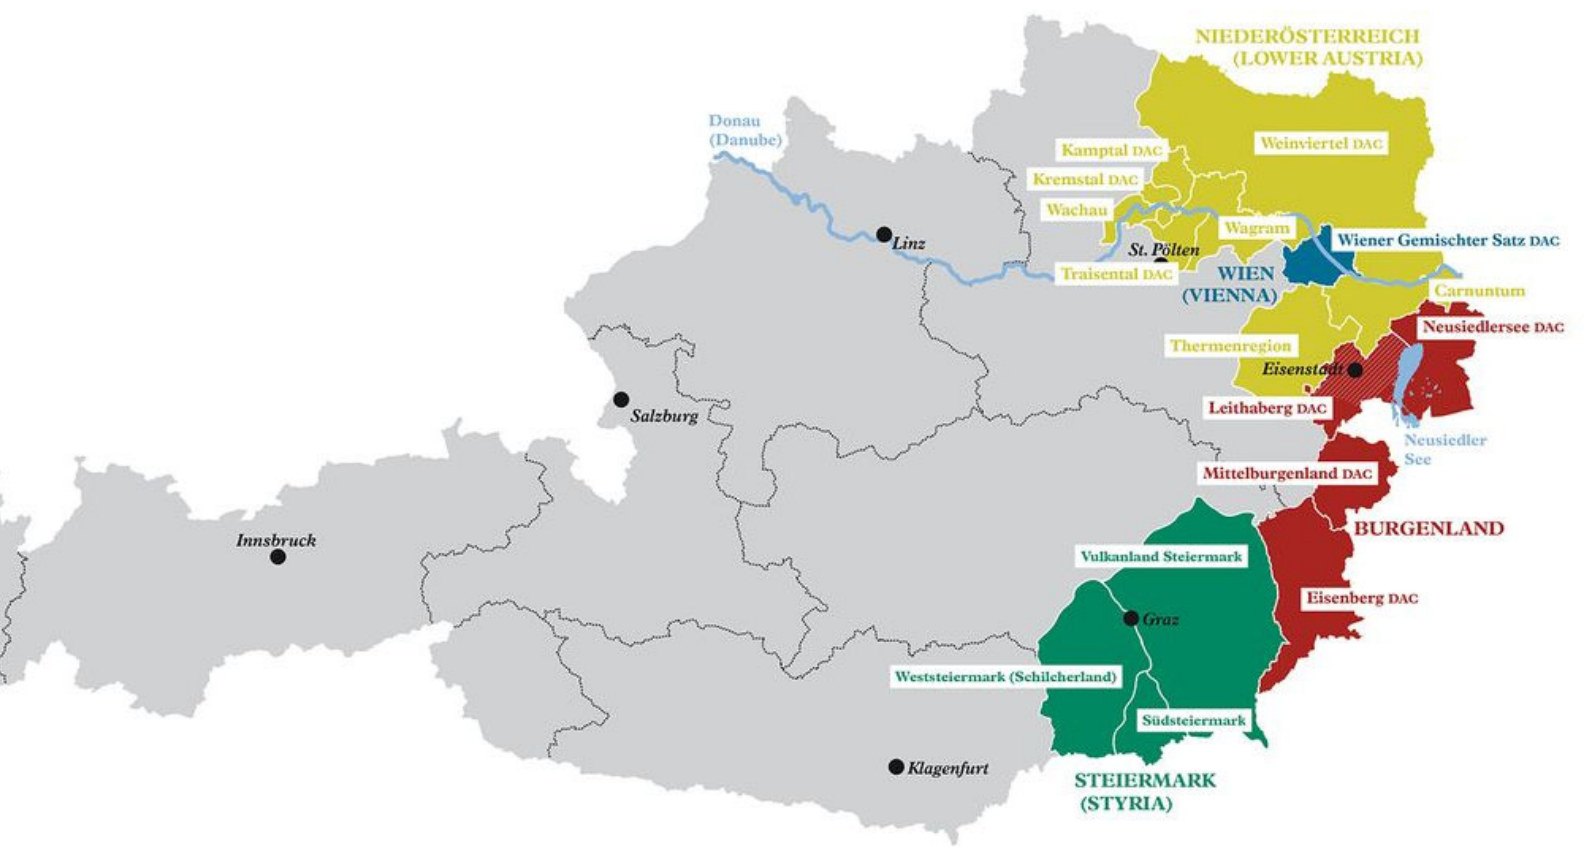 NIEDERÖSTERREICH
(LOWER AUSTRIA)
Donau
(Danube)
Kamptal DAC
Weinviertel DAC
Kremstal DAC
Wachau
Wagram
Linz
St. Pölten
Wiener Gemischter Satz DAC
Traisental DAC
WIEN
(VIENNA)
Carnuntum
Neusiedlersee DAC
Thermenregion
Eisenstadt
Leithaberg DAC
Salzburg
Neusiedler
See
Mittelburgenland DAC
BURGENLAND
Innsbruck
Vulkanland Steiermark
Eisenberg DAC
Graz
Weststeiermark (Schilcherland)
Südsteiermark
Klagenfurt
STEIERMARK
(STYRIA)